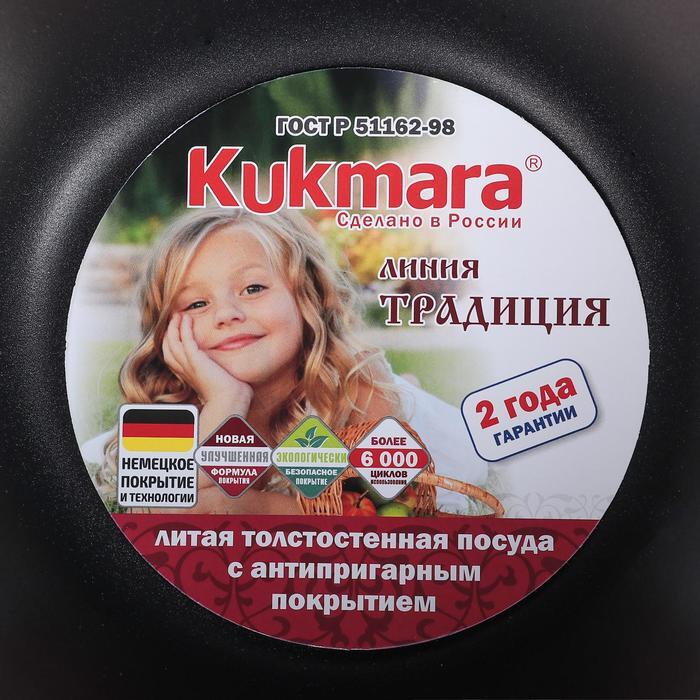 ГОСТ Р 51162-98
Kukmara®
Сделано в России
линия
традиция
2 года
ГАРАНТИИ
НЕМЕЦКОЕ
ПОКРЫТИЕ
И ТЕХНОЛОГИИ
НОВАЯ
УЛУЧШЕННАЯ
ФОРМУЛА
ПОКРЫТИЯ
ЭКОЛОГИЧЕСКИ
БЕЗОПАСНОЕ
ПОКРЫТИЕ
БОЛЕЕ
6 000
ЦИКЛОВ
ИСПОЛЬЗОВАНИЯ
литая толстостенная посуда
с антипригарным
покрытием